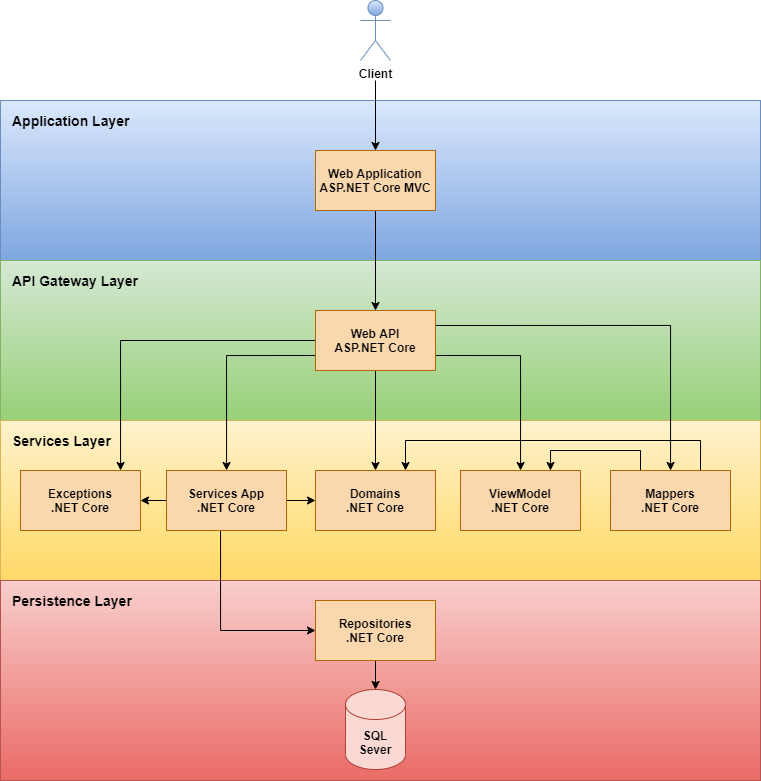 Client
Application Layer
Web Application
ASP.NET Core MVC
API Gateway Layer
Web API
ASP.NET Core
Services Layer
Exceptions
.NET Core
Services App
.NET Core
Domains
.NET Core
ViewModel
.NET Core
Mappers
.NET Core
Persistence Layer
Repositories
.NET Core
SQL
Sever